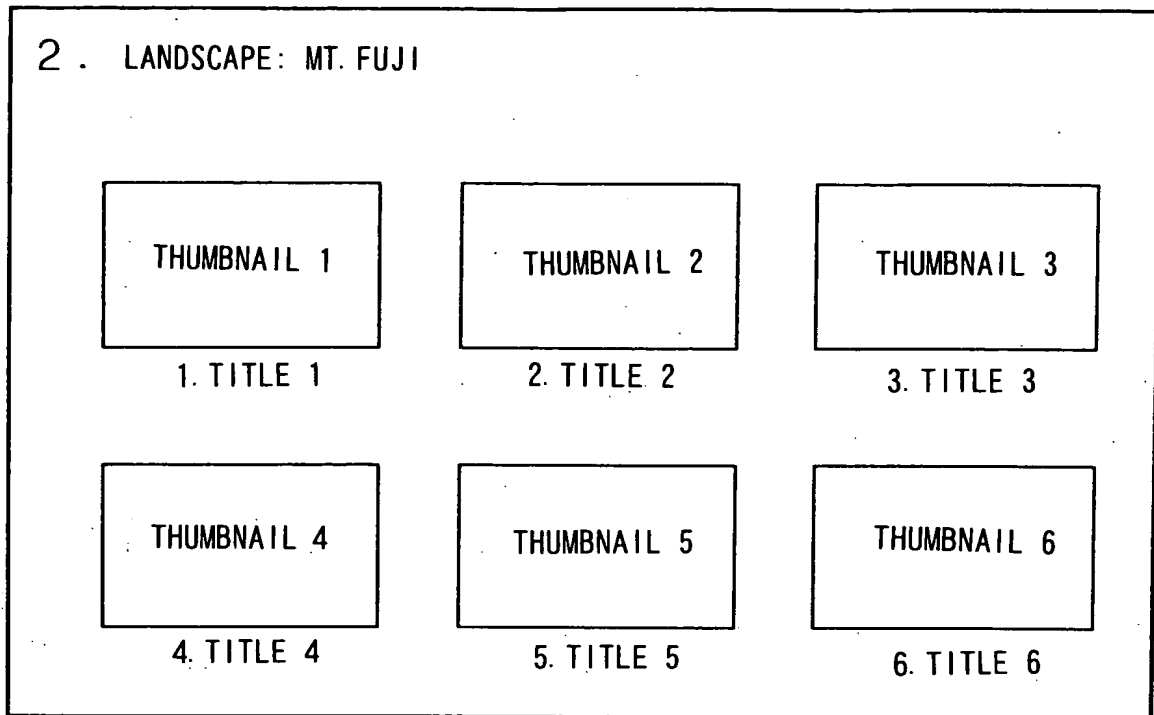 2. LANDSCAPE: MT. FUJI
THUMBNAIL 1 THUMBNAIL 2 THUMBNAIL 3
1. TITLE 1 2. TITLE 2 3. TITLE 3
THUMBNAIL 4 THUMBNAIL 5 THUMBNAIL 6
4. TITLE 4 5. TITLE 5 6. TITLE 6